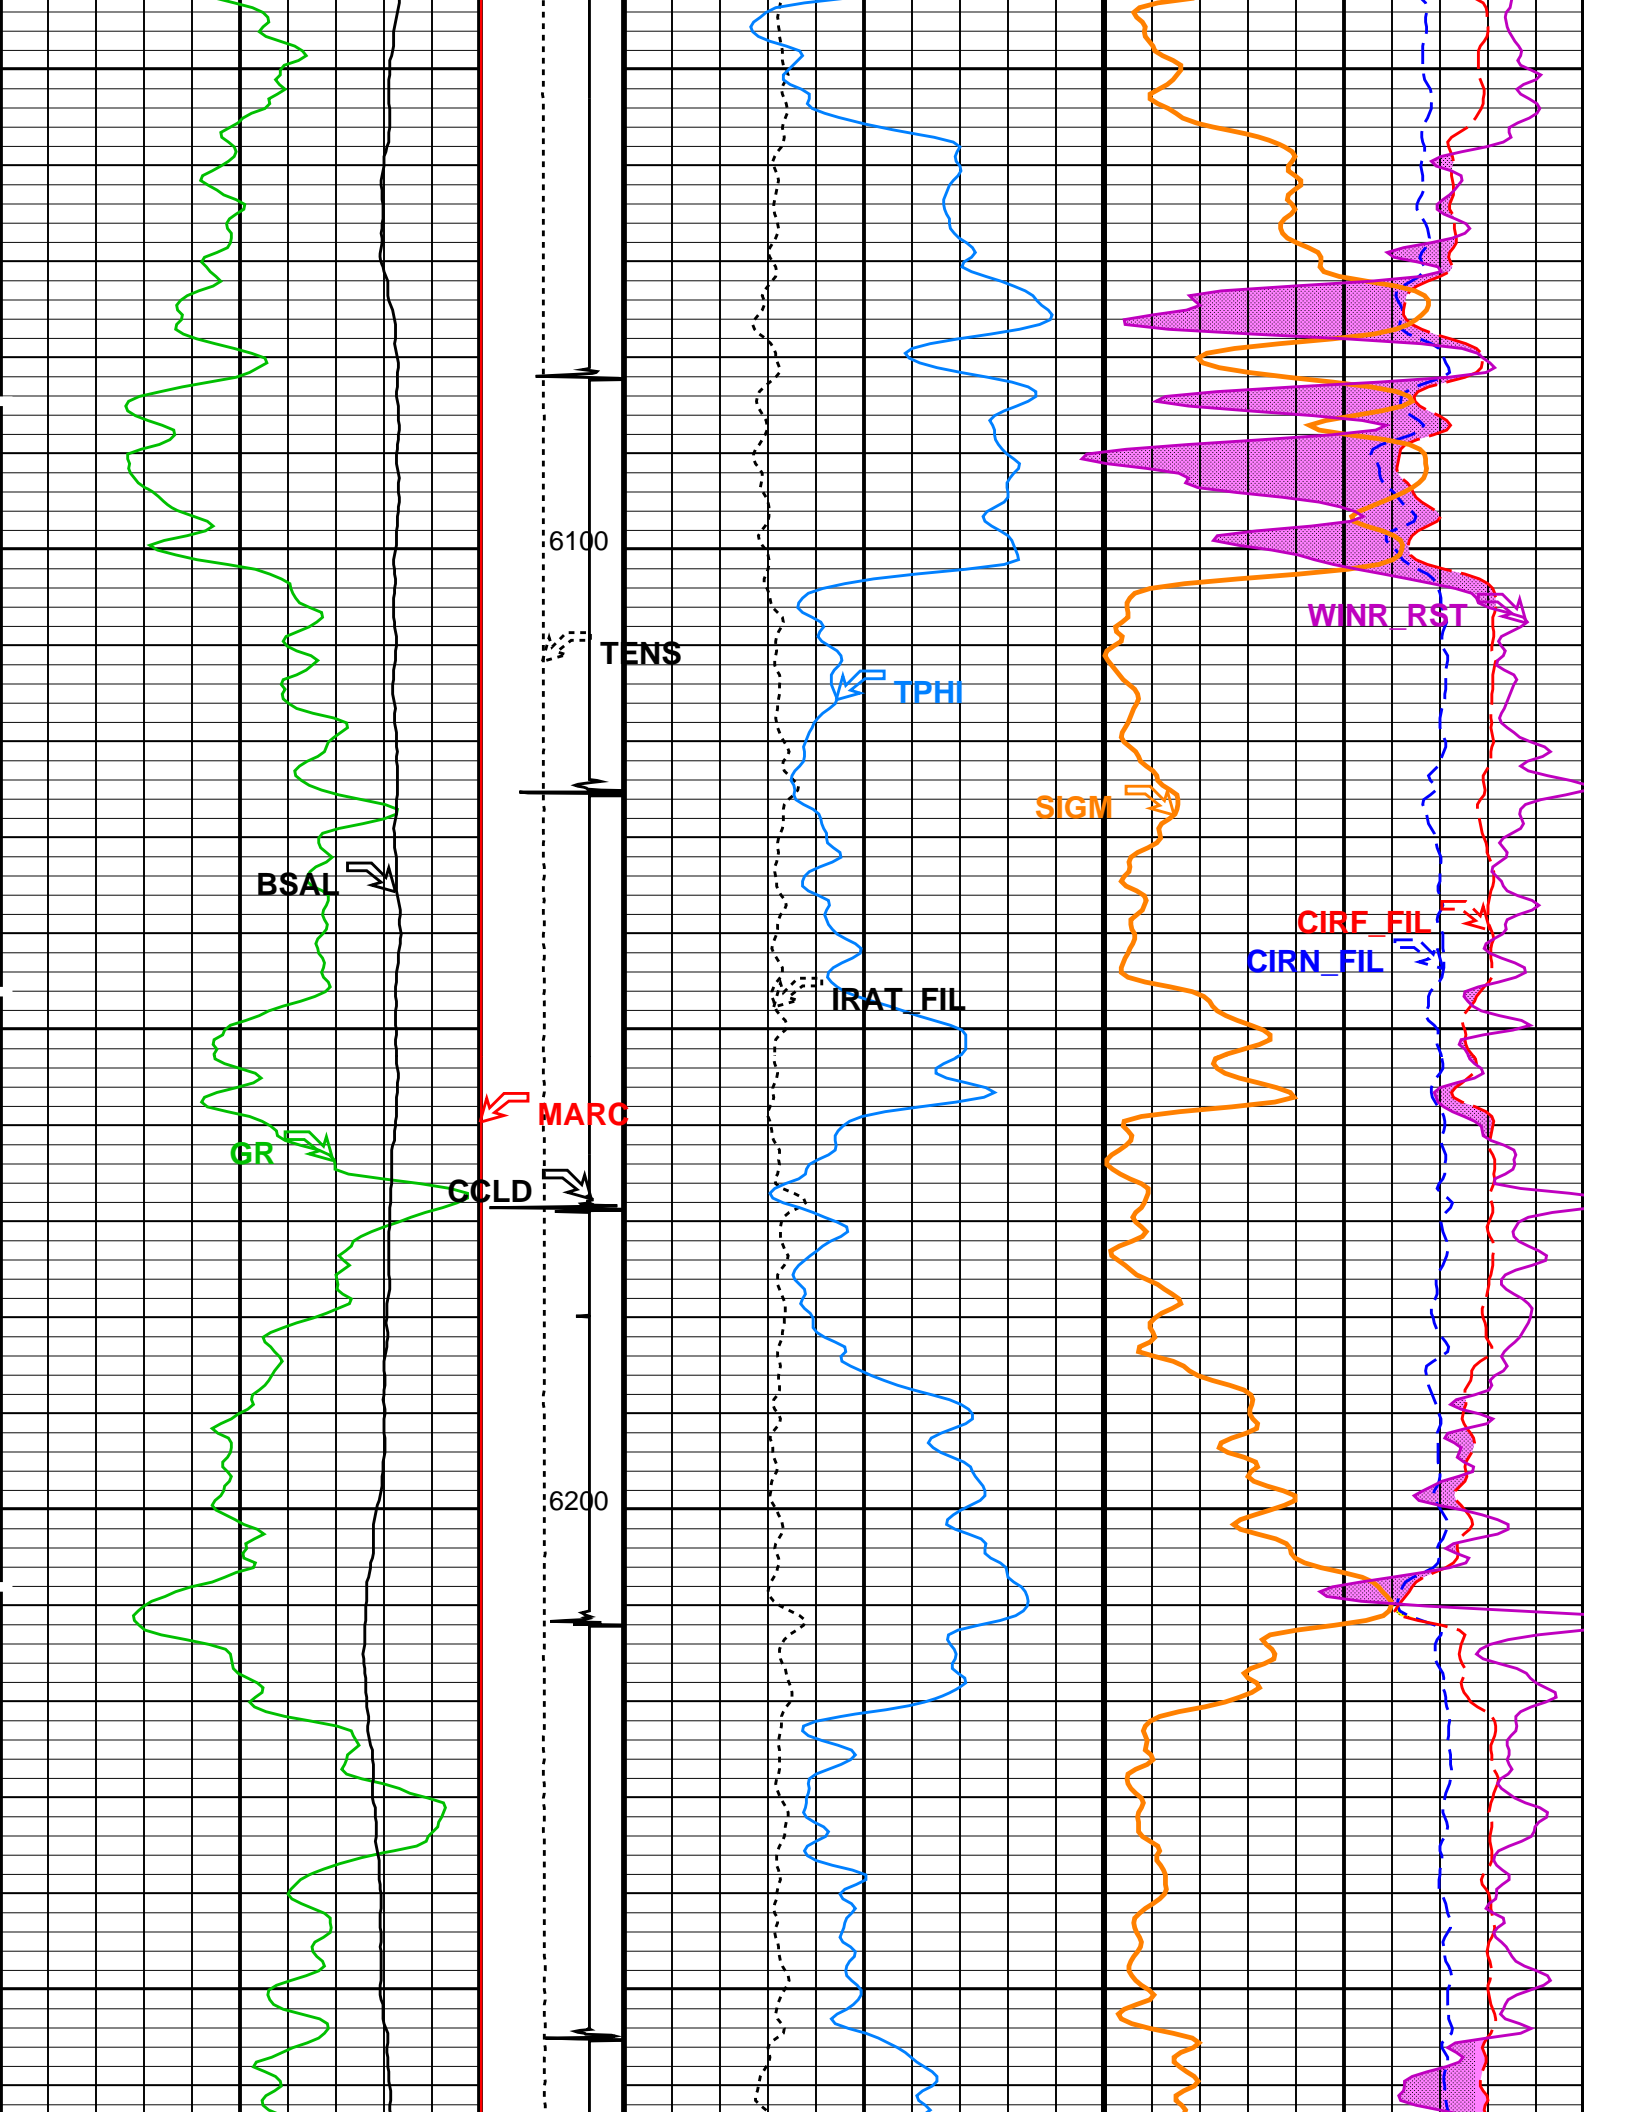 6100
WINR_RST
TENS
TPHI
SIGM
BSAL
CIRF_FIL
CIRN_FIL
IRAT_FIL
MARC
GR
CCLD
6200